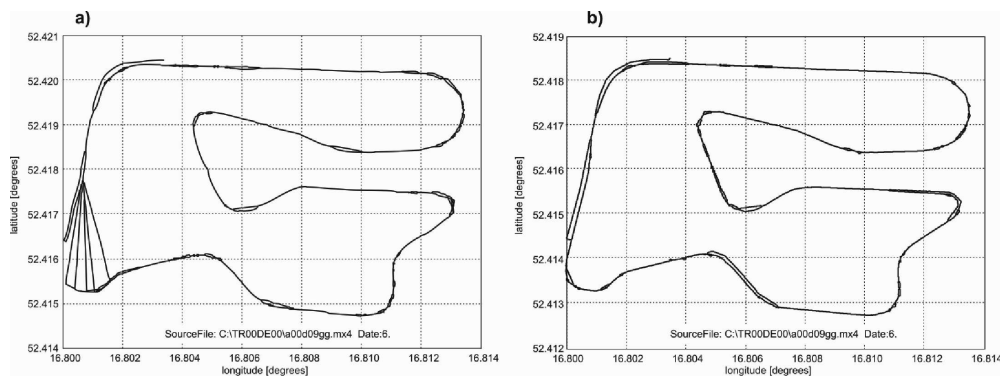 a)
52.421
52.420
52.419
52.418
52.417
52.416
52.415
52.414
latitude [degrees]
SourceFile: C:\TR00DE00\a00d09gg.mx4 Date:6.
16.800 16.802 16.804 16.806 16.808 16.810 16.812 16.814
longitude [degrees]
b)
52.419
52.418
52.417
52.416
52.415
52.414
52.413
52.412
latitude [degrees]
SourceFile: C:\TR00DE00\a00d09gg.mx4 Date:6.
16.800 16.802 16.804 16.806 16.808 16.810 16.812 16.814
longitude [degrees]